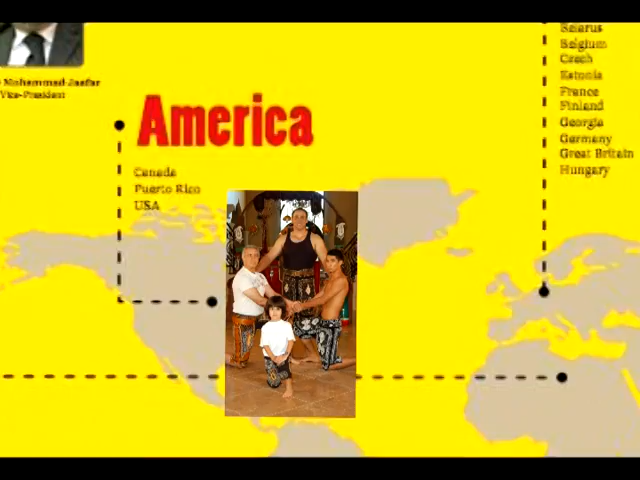 Mohammad Jaafar
Vice-President
America
Canada
Puerto Rico
USA
Belarus
Belgium
Czech
Estonia
France
Finland
Georgia
Germany
Great Britain
Hungary